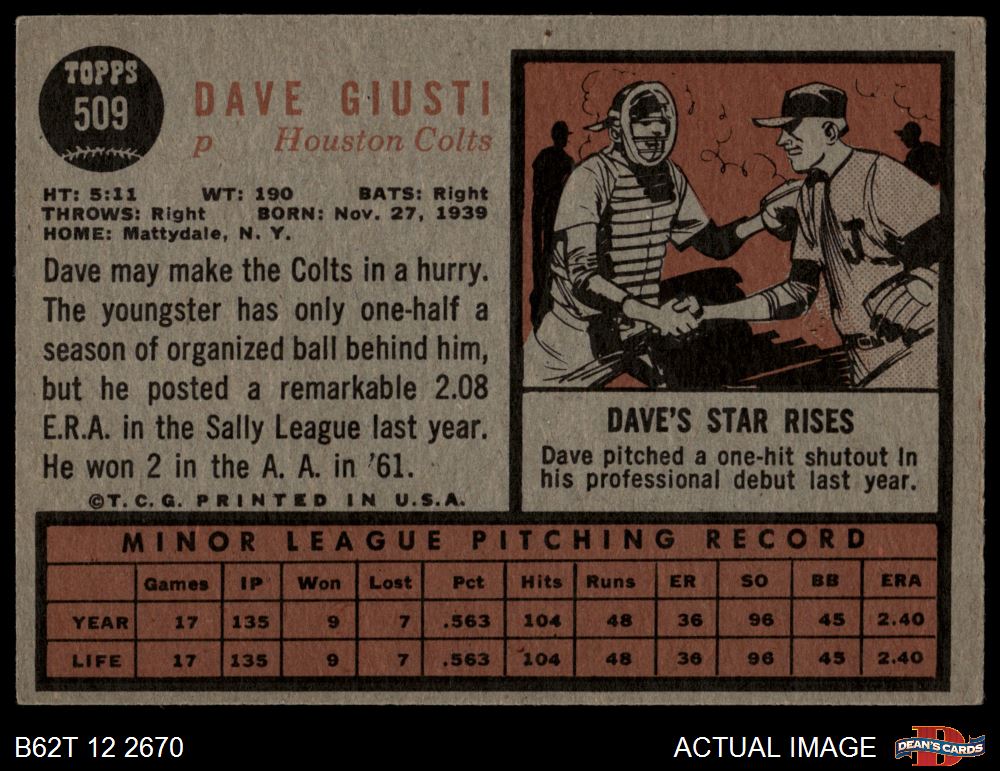 TOPPS
509
DAVE GIUSTI
p Houston Colts
HT: 5:11 WT: 190 BATS: Right
THROWS: Right BORN: Nov. 27, 1939
HOME: Mattydale, N. Y.
Dave may make the Colts in a hurry.
The youngster has only one-half a
season of organized ball behind him,
but he posted a remarkable 2.08
E.R.A. in the Sally League last year.
He won 2 in the A. A. in '61.
©T. C. G. PRINTED IN U.S.A.
J
DAVE'S STAR RISES
Dave pitched a one-hit shutout in
his professional debut last year.
MINOR LEAGUE PITCHING RECORD
Games IP Won Lost Pct Hits Runs ER SO BB ERA
YEAR 17 135 9 7 .563 104 48 36 96 45 2.40
LIFE 17 135 9 7 .563 104 48 36 96 45 2.40
B62T 12 2670 ACTUAL IMAGE DEAN'S CARDS